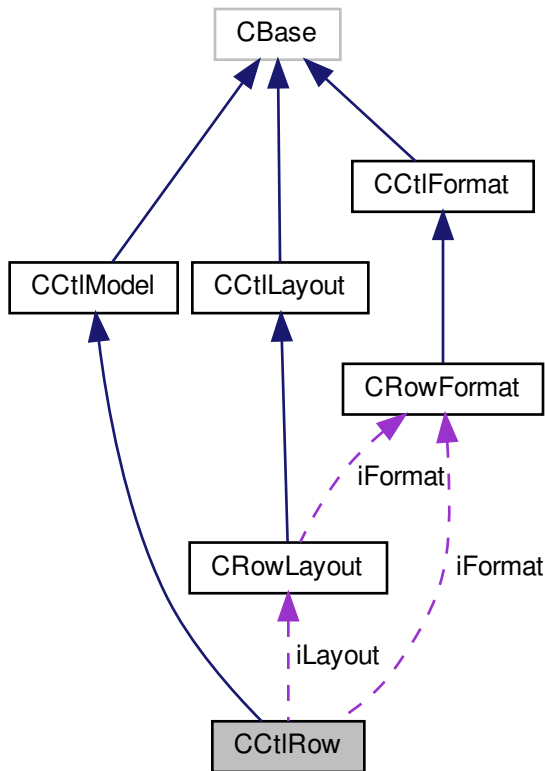 CBase
CCtlFormat
CCtlModel
CCtlLayout
CRowFormat
iFormat
CRowLayout
iFormat
iLayout
CCtlRow